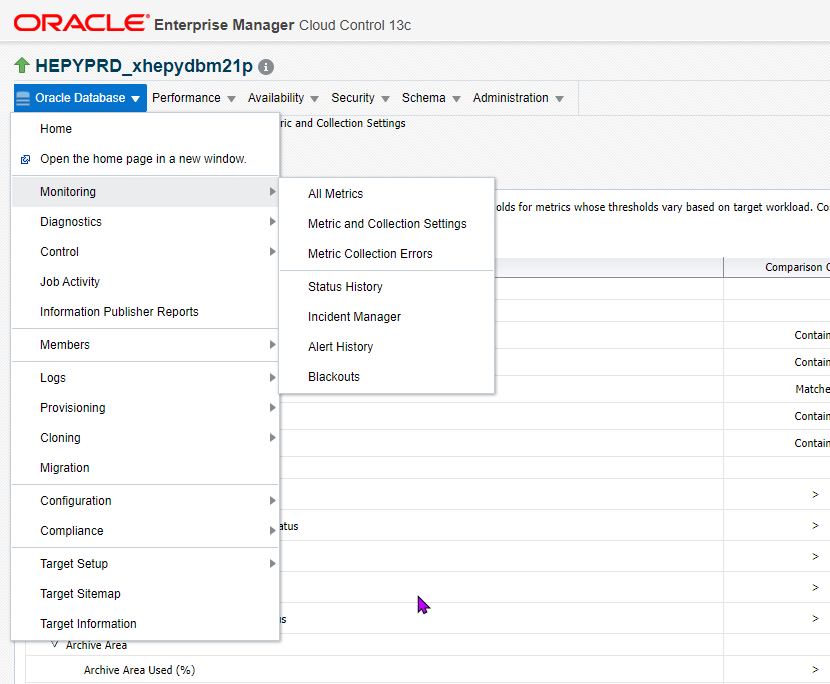 ORACLE® Enterprise Manager Cloud Control 13c
HEPYPRD_xhepydbm21p
Oracle Database Performance Availability Security Schema Administration
ric and Collection Settings
Home
Open the home page in a new window.
Monitoring
Diagnostics
Control
Job Activity
Information Publisher Reports
Members
Logs
Provisioning
Cloning
Migration
Configuration
Compliance
Target Setup
Target Sitemap
Target Information
All Metrics
Metric and Collection Settings
Metric Collection Errors
Status History
Incident Manager
Alert History
Blackouts
olds for metrics whose thresholds vary based on target workload. Co
Comparison O
Contain
Contain
Matche
Contain
Contain
>
atus >
>
>
s >
Archive Area
Archive Area Used (%) >